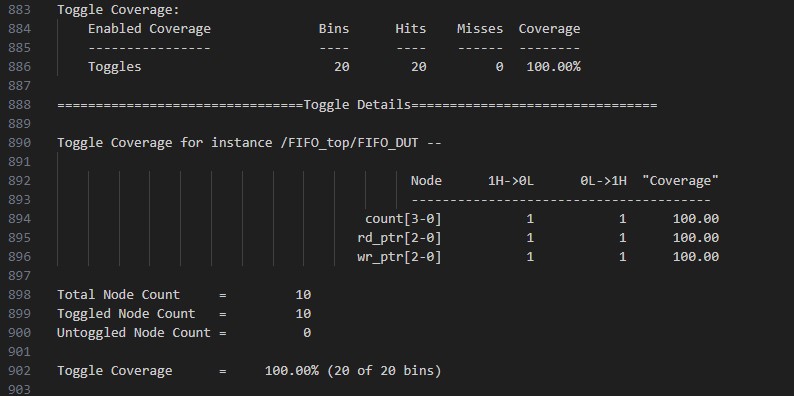 883 Toggle Coverage:
884     Enabled Coverage              Bins      Hits    Misses  Coverage
885     ----------------              ----      ----    ------  --------
886     Toggles                         20        20         0   100.00%
887
888 ================================Toggle Details================================
889
890 Toggle Coverage for instance /FIFO_top/FIFO_DUT --
891
892                                               Node      1H->0L      0L->1H  "Coverage"
893                                               ---------------------------------------
894                                         count[3-0]           1           1      100.00
895                                        rd_ptr[2-0]           1           1      100.00
896                                        wr_ptr[2-0]           1           1      100.00
897
898 Total Node Count     =         10
899 Toggled Node Count   =         10
900 Untoggled Node Count =          0
901
902 Toggle Coverage      =     100.00% (20 of 20 bins)
903